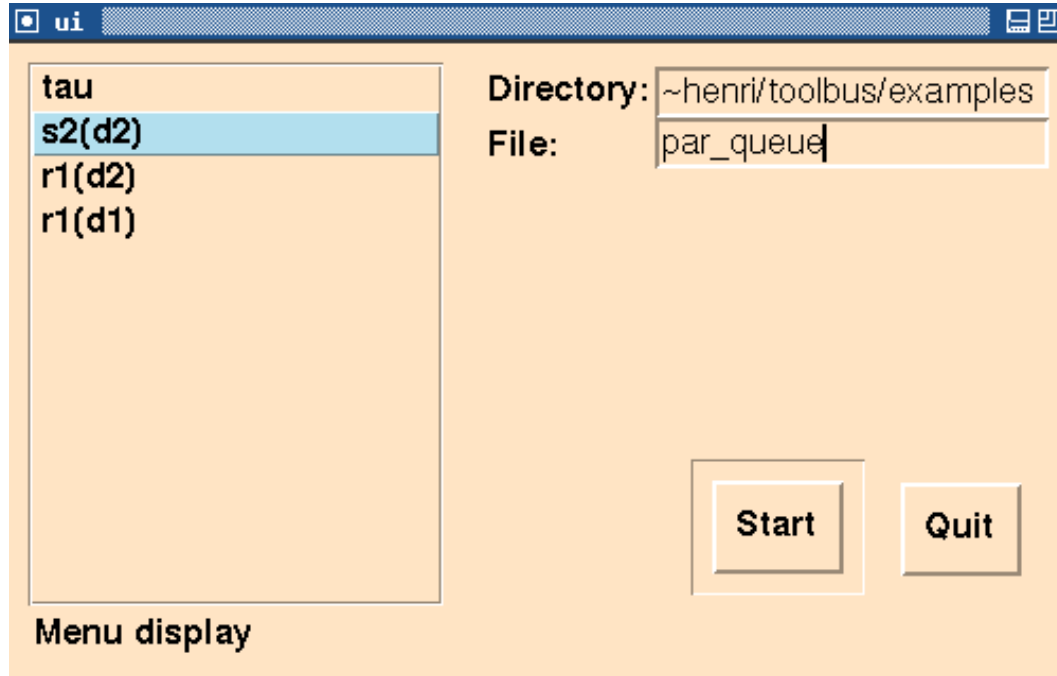 ui
tau
s2(d2)
r1(d2)
r1(d1)
Menu display
Directory: ~henri/toolbus/examples
File: par_queue
Start
Quit